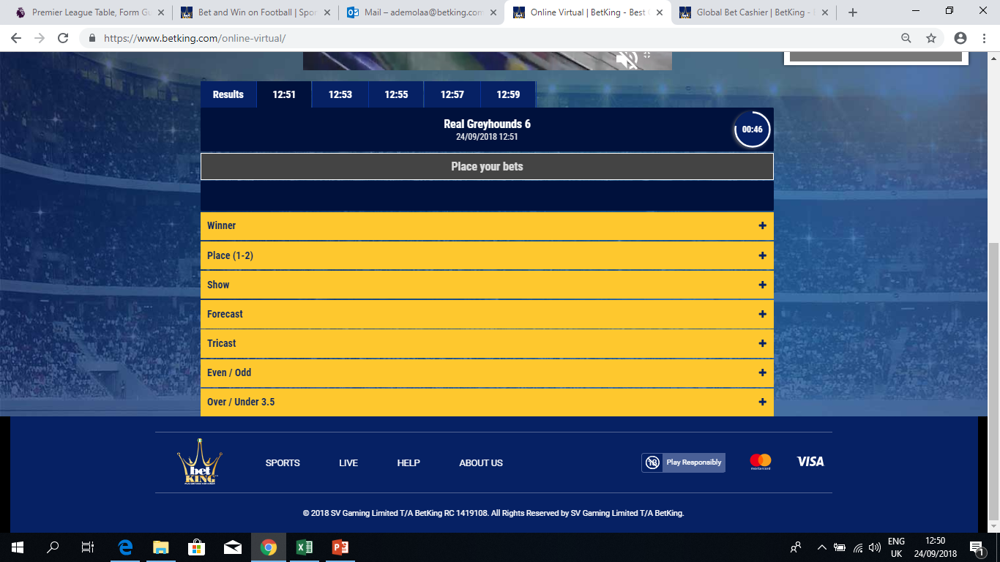 Premier League Table, Form Gu
Bet and Win on Football | Spor
Mail – ademolaa@betking.com
Online Virtual | BetKing - Best
Global Bet Cashier | BetKing -
https://www.betking.com/online-virtual/
Results 12:51 12:53 12:55 12:57 12:59
Real Greyhounds 6
24/09/2018 12:51
00:46
Place your bets
Winner
Place (1-2)
Show
Forecast
Tricast
Even / Odd
Over / Under 3.5
bet
KING
SPORTS LIVE HELP ABOUT US
18 Play Responsibly
mastercard
VISA
© 2018 SV Gaming Limited T/A BetKing RC 1419108. All Rights Reserved by SV Gaming Limited T/A BetKing.
ENG
UK
12:50
24/09/2018
1